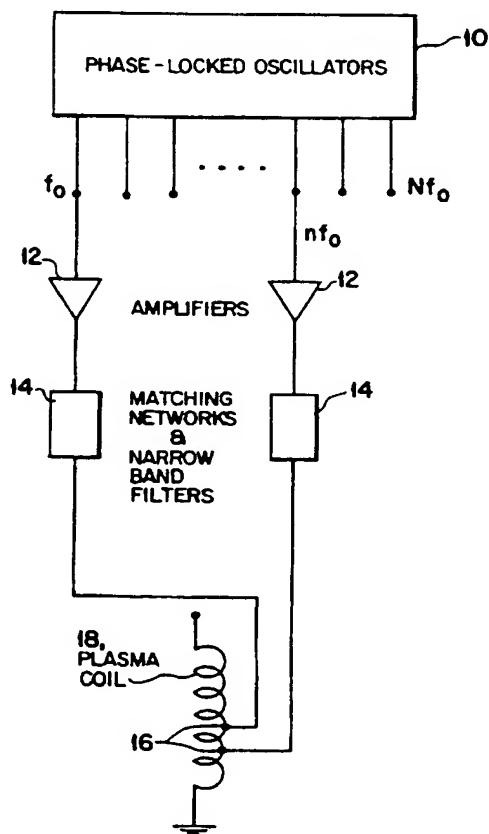 10
PHASE-LOCKED OSCILLATORS
f₀
Nf₀
nf₀
12
12
AMPLIFIERS
14
14
MATCHING
NETWORKS
&
NARROW
BAND
FILTERS
18,
PLASMA
COIL
16